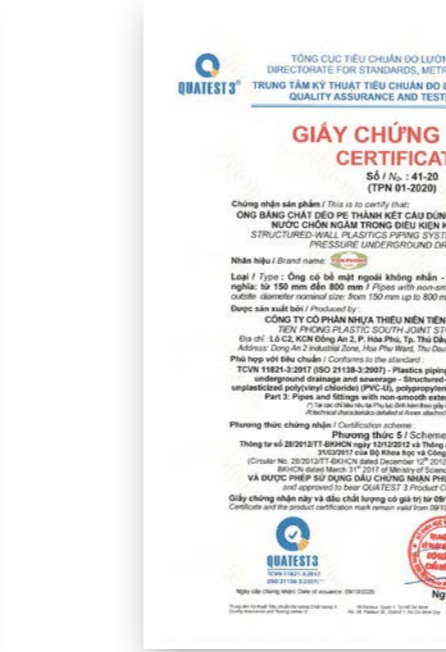 TỔNG CỤC TIÊU CHUẨN ĐO LƯỜN
DIRECTORATE FOR STANDARDS, METR
QUATEST3®
TRUNG TÂM KỸ THUẬT TIÊU CHUẨN ĐO L
QUALITY ASSURANCE AND TEST
GIẤY CHỨNG
CERTIFICAT
Số / No. : 41-20
(TPN 01-2020)
Chứng nhận sản phẩm / This is to certify that:
ỐNG BẰNG CHẤT DẺO PE THÀNH KẾT CẤU DÙN
NƯỚC CHÔN NGẦM TRONG ĐIỀU KIỆN K
STRUCTURED-WALL PLASTICS PIPING SYST
PRESSURE UNDERGROUND DR
Nhãn hiệu / Brand name:
Loại / Type : Ống có bề mặt ngoài không nhẵn -
nghĩa: từ 150 mm đến 800 mm / Pipes with non-sm
outside diameter nominal size: from 150 mm up to 800 m
Được sản xuất bởi / Produced by :
CÔNG TY CỔ PHẦN NHỰA THIẾU NIÊN TIỀN
TIEN PHONG PLASTIC SOUTH JOINT ST
Địa chỉ : Lô C2, KCN Đồng An 2, P. Hòa Phú, Tp. Thủ Dầu
Address: Dong An 2 Industrial Zone, Hoa Phu Ward, Thu Dau
Phù hợp với tiêu chuẩn / Conforms to the standard :
TCVN 11821-3:2017 (ISO 21138-3:2007) - Plastics piping
underground drainage and sewerage - Structured-
unplasticized poly(vinyl chloride) (PVC-U), polypropylen
Part 3: Pipes and fittings with non-smooth exter
Phương thức chứng nhận / Certification scheme :
Phương thức 5 / Scheme
Thông tư số 28/2012/TT-BKHCN ngày 12/12/2012 và Thông
31/03/2017 của Bộ Khoa học và Công
(Circular No. 28/2012/TT-BKHCN dated December 12th 2012
BKHCN dated March 31st 2017 of Ministry of Scienc
VÀ ĐƯỢC PHÉP SỬ DỤNG DẤU CHỨNG NHẬN PH
and approved to bear QUATEST 3 Product C
Giấy chứng nhận này và dấu chất lượng có giá trị từ 09/
Certificate and the product certification mark remain valid from 09/10
QUATEST3
TCVN 11821-3:2017
ISO 21138-3:2007
Ngày cấp chứng nhận/ Date of issuance: 09/10/2020
Ng